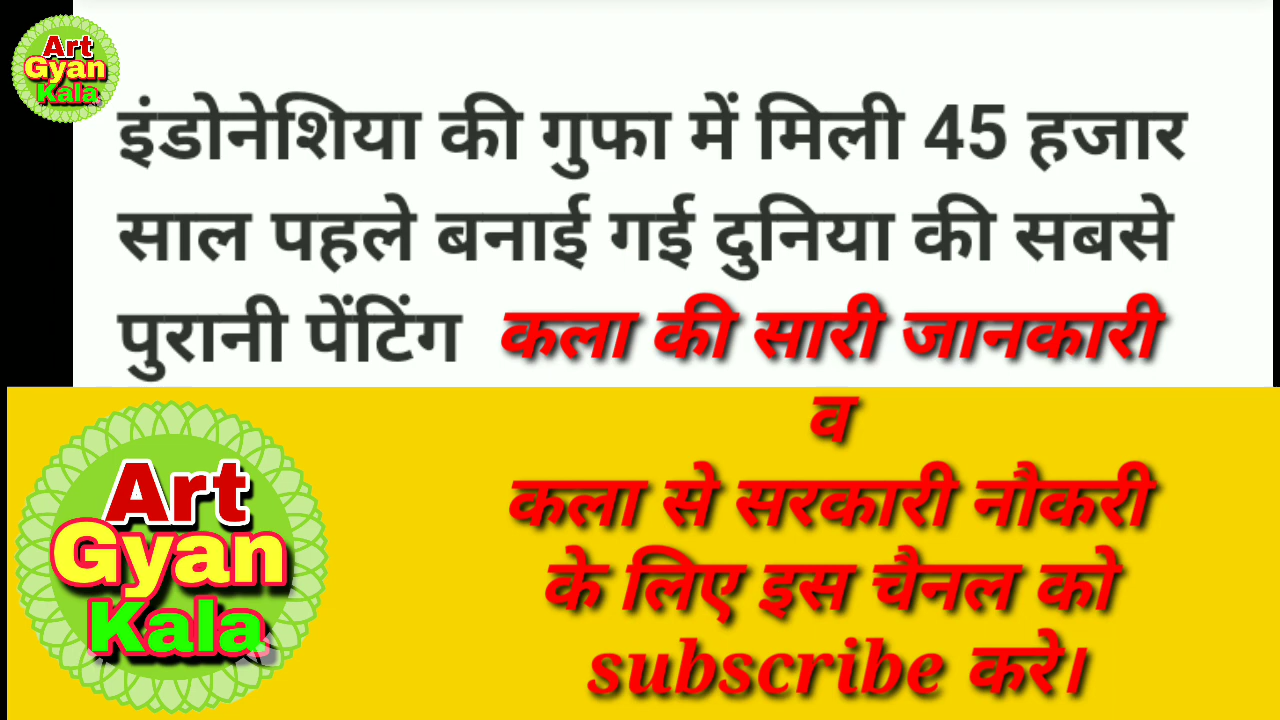 Art
Gyan
Kala
इंडोनेशिया की गुफा में मिली 45 हजार
साल पहले बनाई गई दुनिया की सबसे
पुरानी पेंटिंग
कला की सारी जानकारी
व
कला से सरकारी नौकरी
के लिए इस चैनल को
subscribe करे।
Art
Gyan
Kala